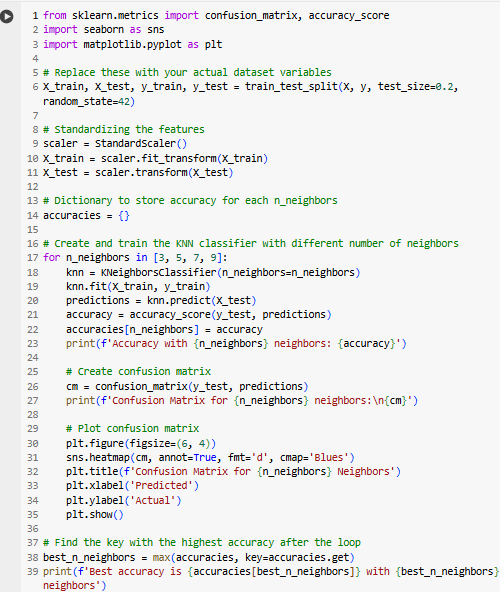 1 from sklearn.metrics import confusion_matrix, accuracy_score
2 import seaborn as sns
3 import matplotlib.pyplot as plt
4
5 # Replace these with your actual dataset variables
6 X_train, X_test, y_train, y_test = train_test_split(X, y, test_size=0.2,
random_state=42)
7
8 # Standardizing the features
9 scaler = StandardScaler()
10 X_train = scaler.fit_transform(X_train)
11 X_test = scaler.transform(X_test)
12
13 # Dictionary to store accuracy for each n_neighbors
14 accuracies = {}
15
16 # Create and train the KNN classifier with different number of neighbors
17 for n_neighbors in [3, 5, 7, 9]:
18     knn = KNeighborsClassifier(n_neighbors=n_neighbors)
19     knn.fit(X_train, y_train)
20     predictions = knn.predict(X_test)
21     accuracy = accuracy_score(y_test, predictions)
22     accuracies[n_neighbors] = accuracy
23     print(f'Accuracy with {n_neighbors} neighbors: {accuracy}')
24
25     # Create confusion matrix
26     cm = confusion_matrix(y_test, predictions)
27     print(f'Confusion Matrix for {n_neighbors} neighbors:\n{cm}')
28
29     # Plot confusion matrix
30     plt.figure(figsize=(6, 4))
31     sns.heatmap(cm, annot=True, fmt='d', cmap='Blues')
32     plt.title(f'Confusion Matrix for {n_neighbors} Neighbors')
33     plt.xlabel('Predicted')
34     plt.ylabel('Actual')
35     plt.show()
36
37 # Find the key with the highest accuracy after the loop
38 best_n_neighbors = max(accuracies, key=accuracies.get)
39 print(f'Best accuracy is {accuracies[best_n_neighbors]} with {best_n_neighbors}
neighbors')